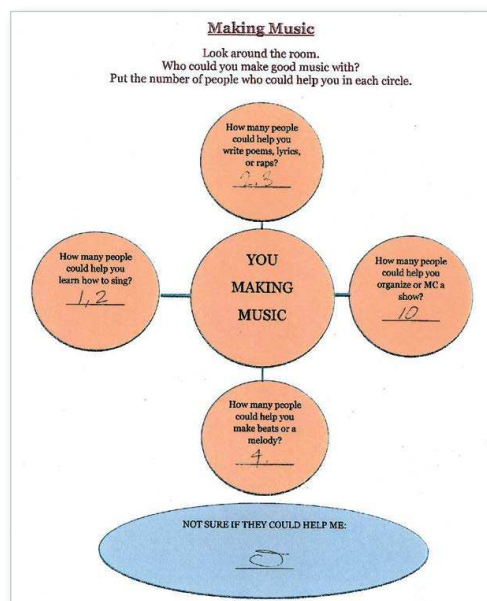 Making Music
Look around the room.
Who could you make good music with?
Put the number of people who could help you in each circle.
How many people
could help you
write poems, lyrics,
or raps?
2,3
How many people
could help you
learn how to sing?
1,2
YOU
MAKING
MUSIC
How many people
could help you
organize or MC a
show?
10
How many people
could help you
make beats or a
melody?
4
NOT SURE IF THEY COULD HELP ME: